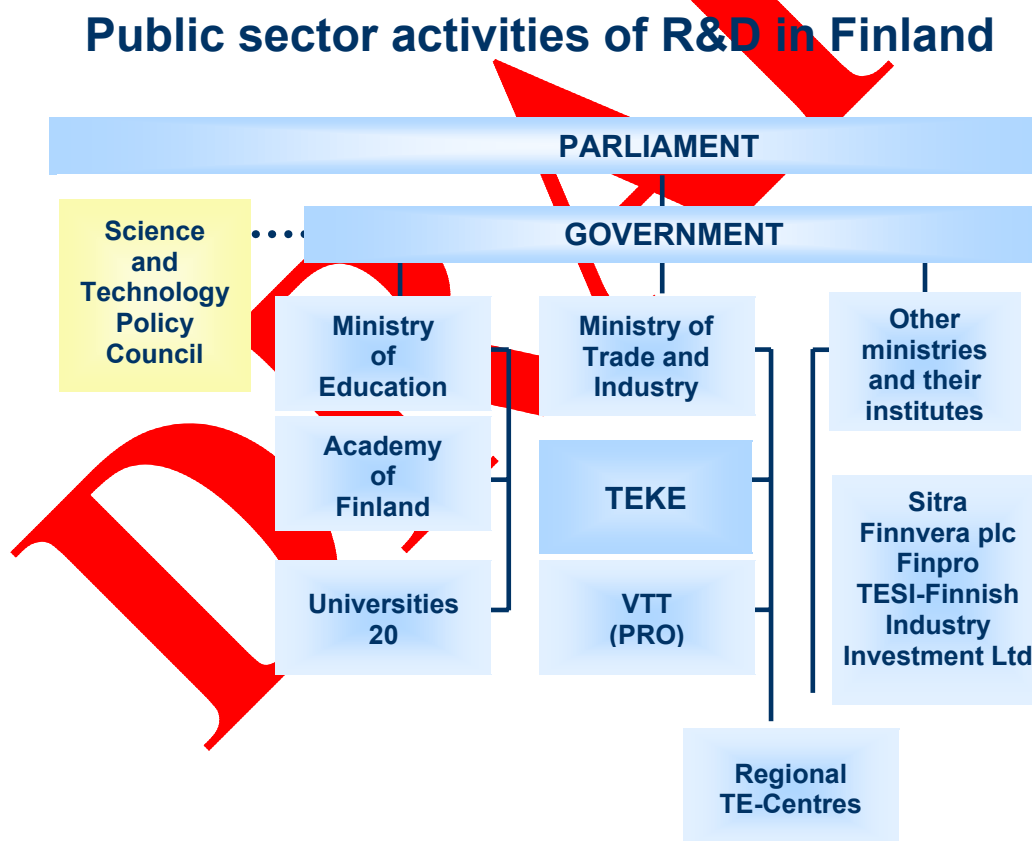 Public sector activities of R&D in Finland
PARLIAMENT
Science
and
Technology
Policy
Council
GOVERNMENT
Ministry
of
Education
Ministry of
Trade and
Industry
Other
ministries
and their
institutes
Academy
of
Finland
TEKE
Sitra
Finnvera plc
Finpro
TESI-Finnish
Industry
Investment Ltd
Universities
20
VTT
(PRO)
Regional
TE-Centres